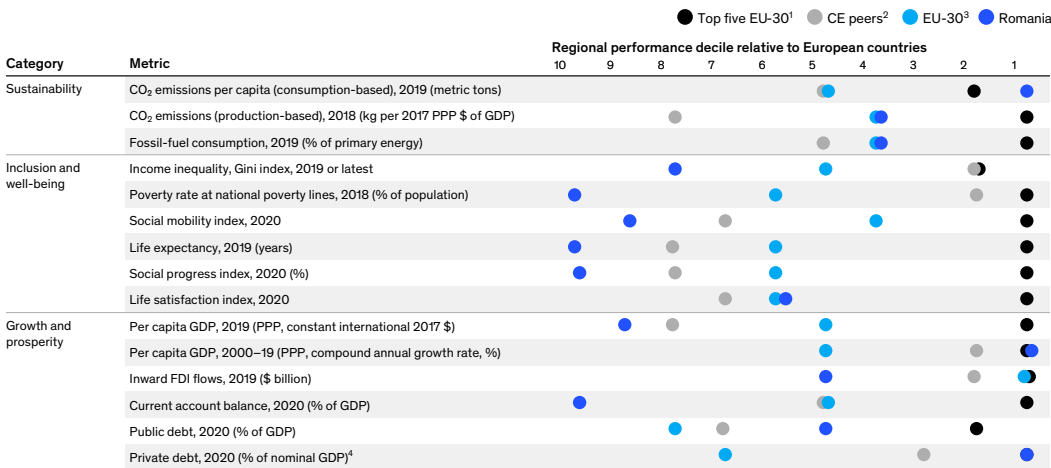 Top five EU-30¹ CE peers² EU-30³ Romania
Regional performance decile relative to European countries
Category Metric 10 9 8 7 6 5 4 3 2 1
Sustainability CO₂ emissions per capita (consumption-based), 2019 (metric tons)
CO₂ emissions (production-based), 2018 (kg per 2017 PPP $ of GDP)
Fossil-fuel consumption, 2019 (% of primary energy)
Inclusion and well-being Income inequality, Gini index, 2019 or latest
Poverty rate at national poverty lines, 2018 (% of population)
Social mobility index, 2020
Life expectancy, 2019 (years)
Social progress index, 2020 (%)
Life satisfaction index, 2020
Growth and prosperity Per capita GDP, 2019 (PPP, constant international 2017 $)
Per capita GDP, 2000–19 (PPP, compound annual growth rate, %)
Inward FDI flows, 2019 ($ billion)
Current account balance, 2020 (% of GDP)
Public debt, 2020 (% of GDP)
Private debt, 2020 (% of nominal GDP)⁴